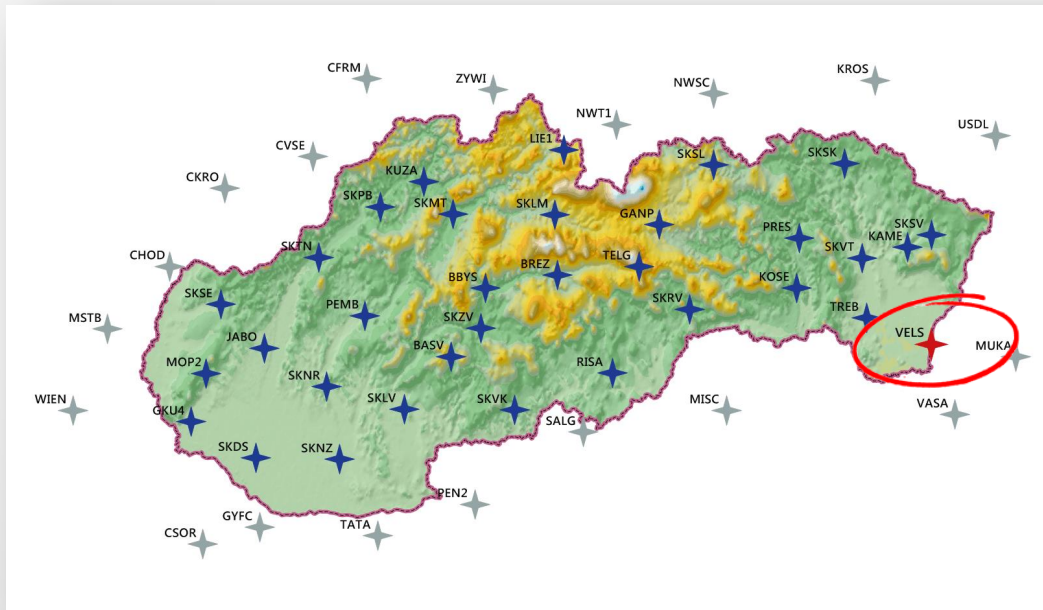 CFRM
ZYWI
NWSC
KROS
NWT1
USDL
CVSE
LIE1
SKSL
SKSK
CKRO
KUZA
SKPB
SKMT
SKLM
GANP
PRES
SKSV
KAME
SKTN
SKVT
CHOD
BREZ
TELG
BBYS
KOSE
SKSE
PEMB
SKRV
TREB
MSTB
SKZV
VELS
JABO
BASV
MUKA
MOP2
RISA
SKNR
WIEN
GKU4
SKLV
SKVK
MISC
VASA
SALG
SKDS
SKNZ
PEN2
GYFC
TATA
CSOR